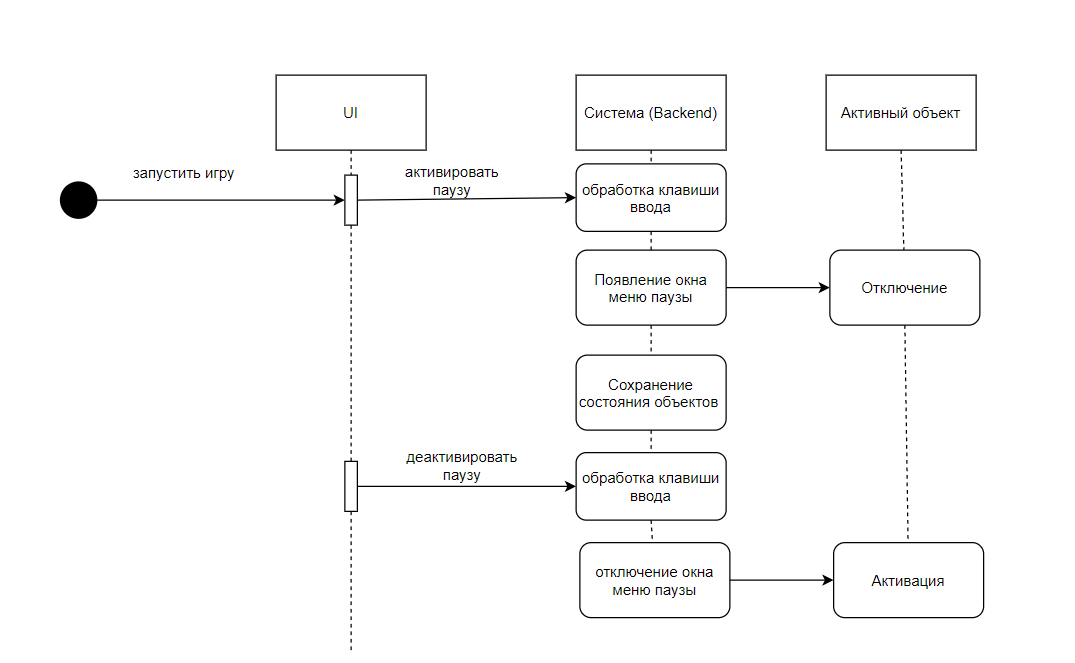 UI
Система (Backend)
Активный объект
запустить игру
активировать
паузу
обработка клавиши
ввода
Появление окна
меню паузы
Отключение
Сохранение
состояния объектов
деактивировать
паузу
обработка клавиши
ввода
отключение окна
меню паузы
Активация